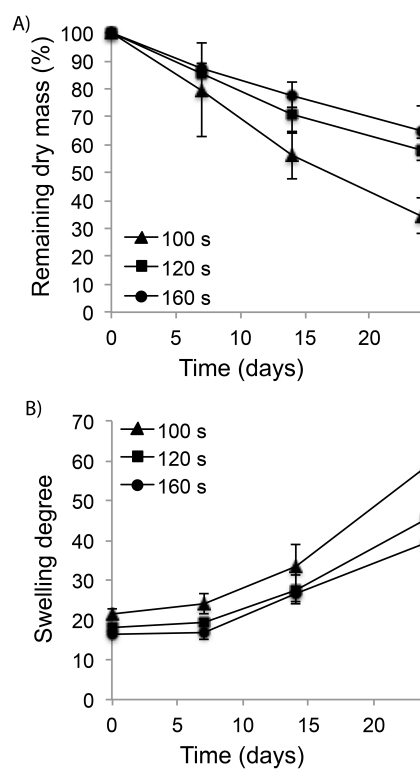 A)
Remaining dry mass (%)
100
90
80
70
60
50
40
30
20
10
0
100 s
120 s
160 s
0 5 10 15 20
Time (days)
B)
Swelling degree
70
60
50
40
30
20
10
0
100 s
120 s
160 s
0 5 10 15 20
Time (days)